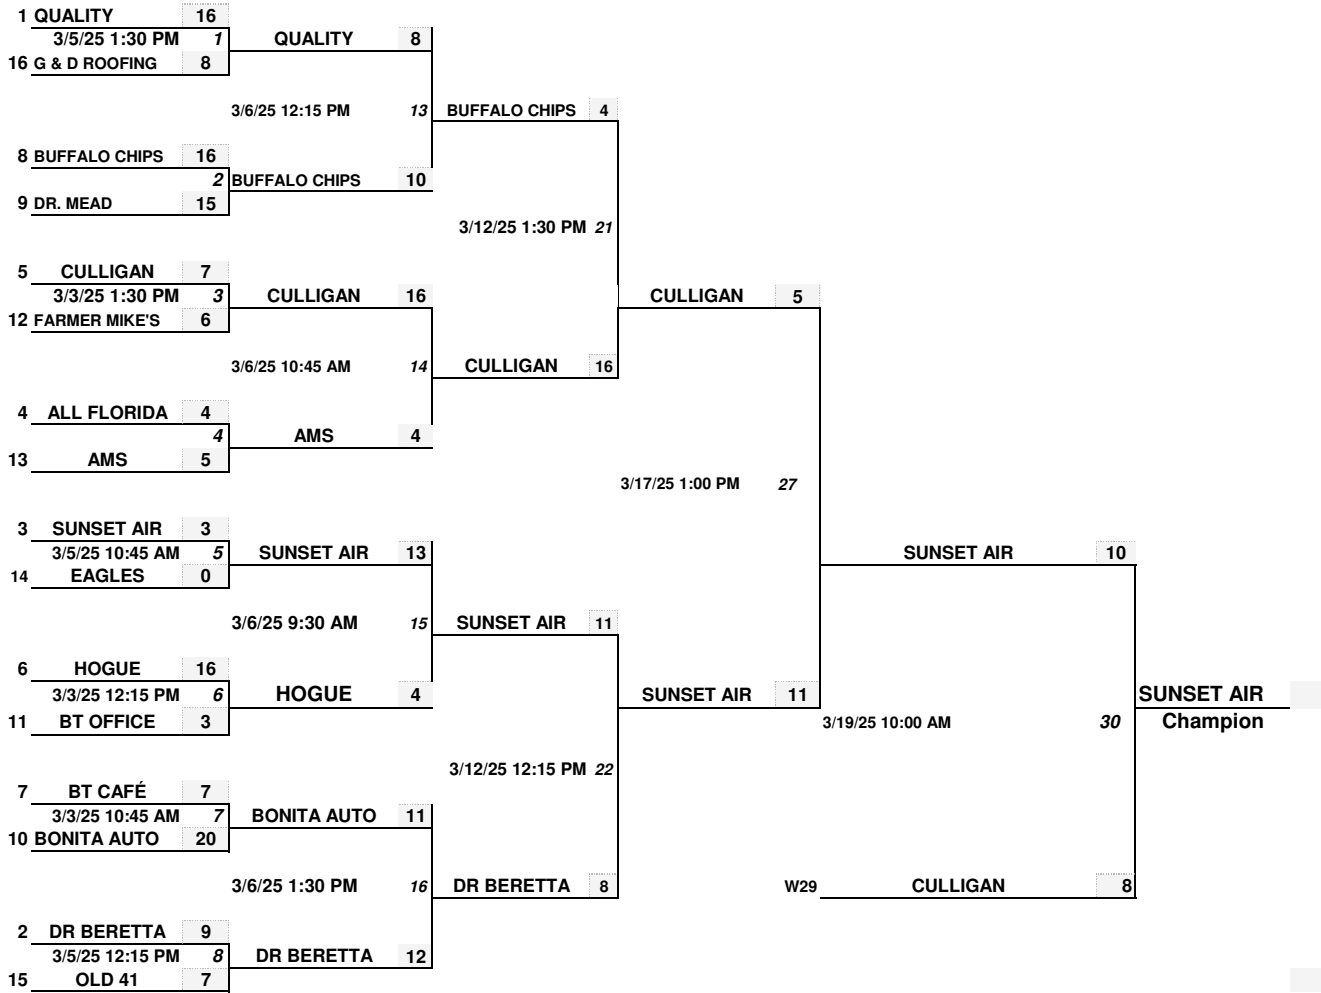 1 QUALITY 16
3/5/25 1:30 PM 1 QUALITY 8
16 G & D ROOFING 8
3/6/25 12:15 PM 13 BUFFALO CHIPS 4
8 BUFFALO CHIPS 16
2 BUFFALO CHIPS 10
9 DR. MEAD 15
3/12/25 1:30 PM 21
5 CULLIGAN 7
3/3/25 1:30 PM 3 CULLIGAN 16 CULLIGAN 5
12 FARMER MIKE'S 6
3/6/25 10:45 AM 14 CULLIGAN 16
4 ALL FLORIDA 4
4 AMS 4
13 AMS 5
3/17/25 1:00 PM 27
3 SUNSET AIR 3
3/5/25 10:45 AM 5 SUNSET AIR 13 SUNSET AIR 10
14 EAGLES 0
3/6/25 9:30 AM 15 SUNSET AIR 11
6 HOGUE 16
3/3/25 12:15 PM 6 HOGUE 4 SUNSET AIR 11 SUNSET AIR
11 BT OFFICE 3 3/19/25 10:00 AM 30 Champion
3/12/25 12:15 PM 22
7 BT CAFÉ 7
3/3/25 10:45 AM 7 BONITA AUTO 11
10 BONITA AUTO 20
3/6/25 1:30 PM 16 DR BERETTA 8 W29 CULLIGAN 8
2 DR BERETTA 9
3/5/25 12:15 PM 8 DR BERETTA 12
15 OLD 41 7